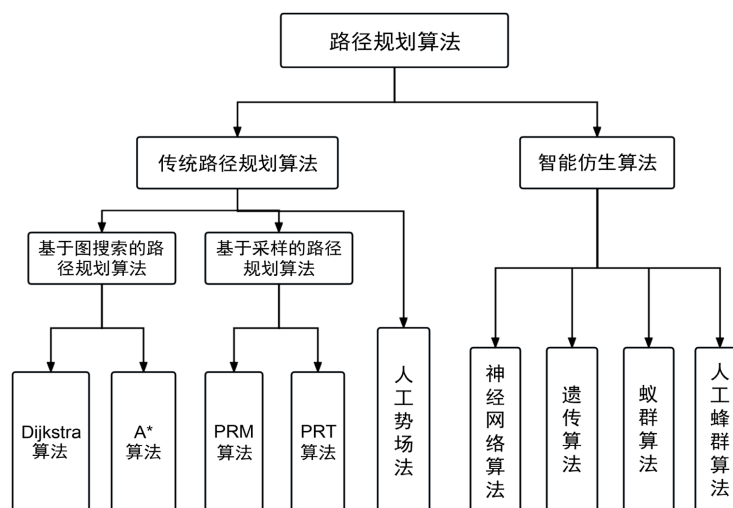 路径规划算法
传统路径规划算法
智能仿生算法
基于图搜索的路
径规划算法
基于采样的路径
规划算法
Dijkstra
算法
A*
算法
PRM
算法
PRT
算法
人工势场法
神经网络算法
遗传算法
蚁群算法
人工蜂群算法